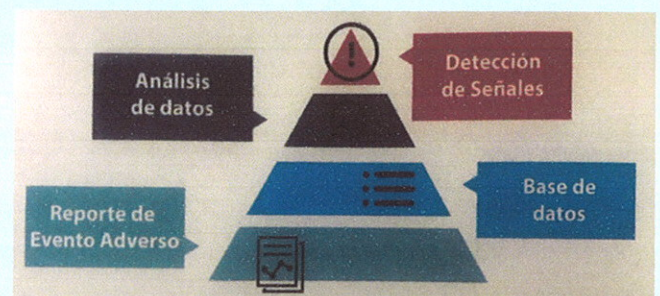 Detección
de Señales
Análisis
de datos
Base de
datos
Reporte de
Evento Adverso